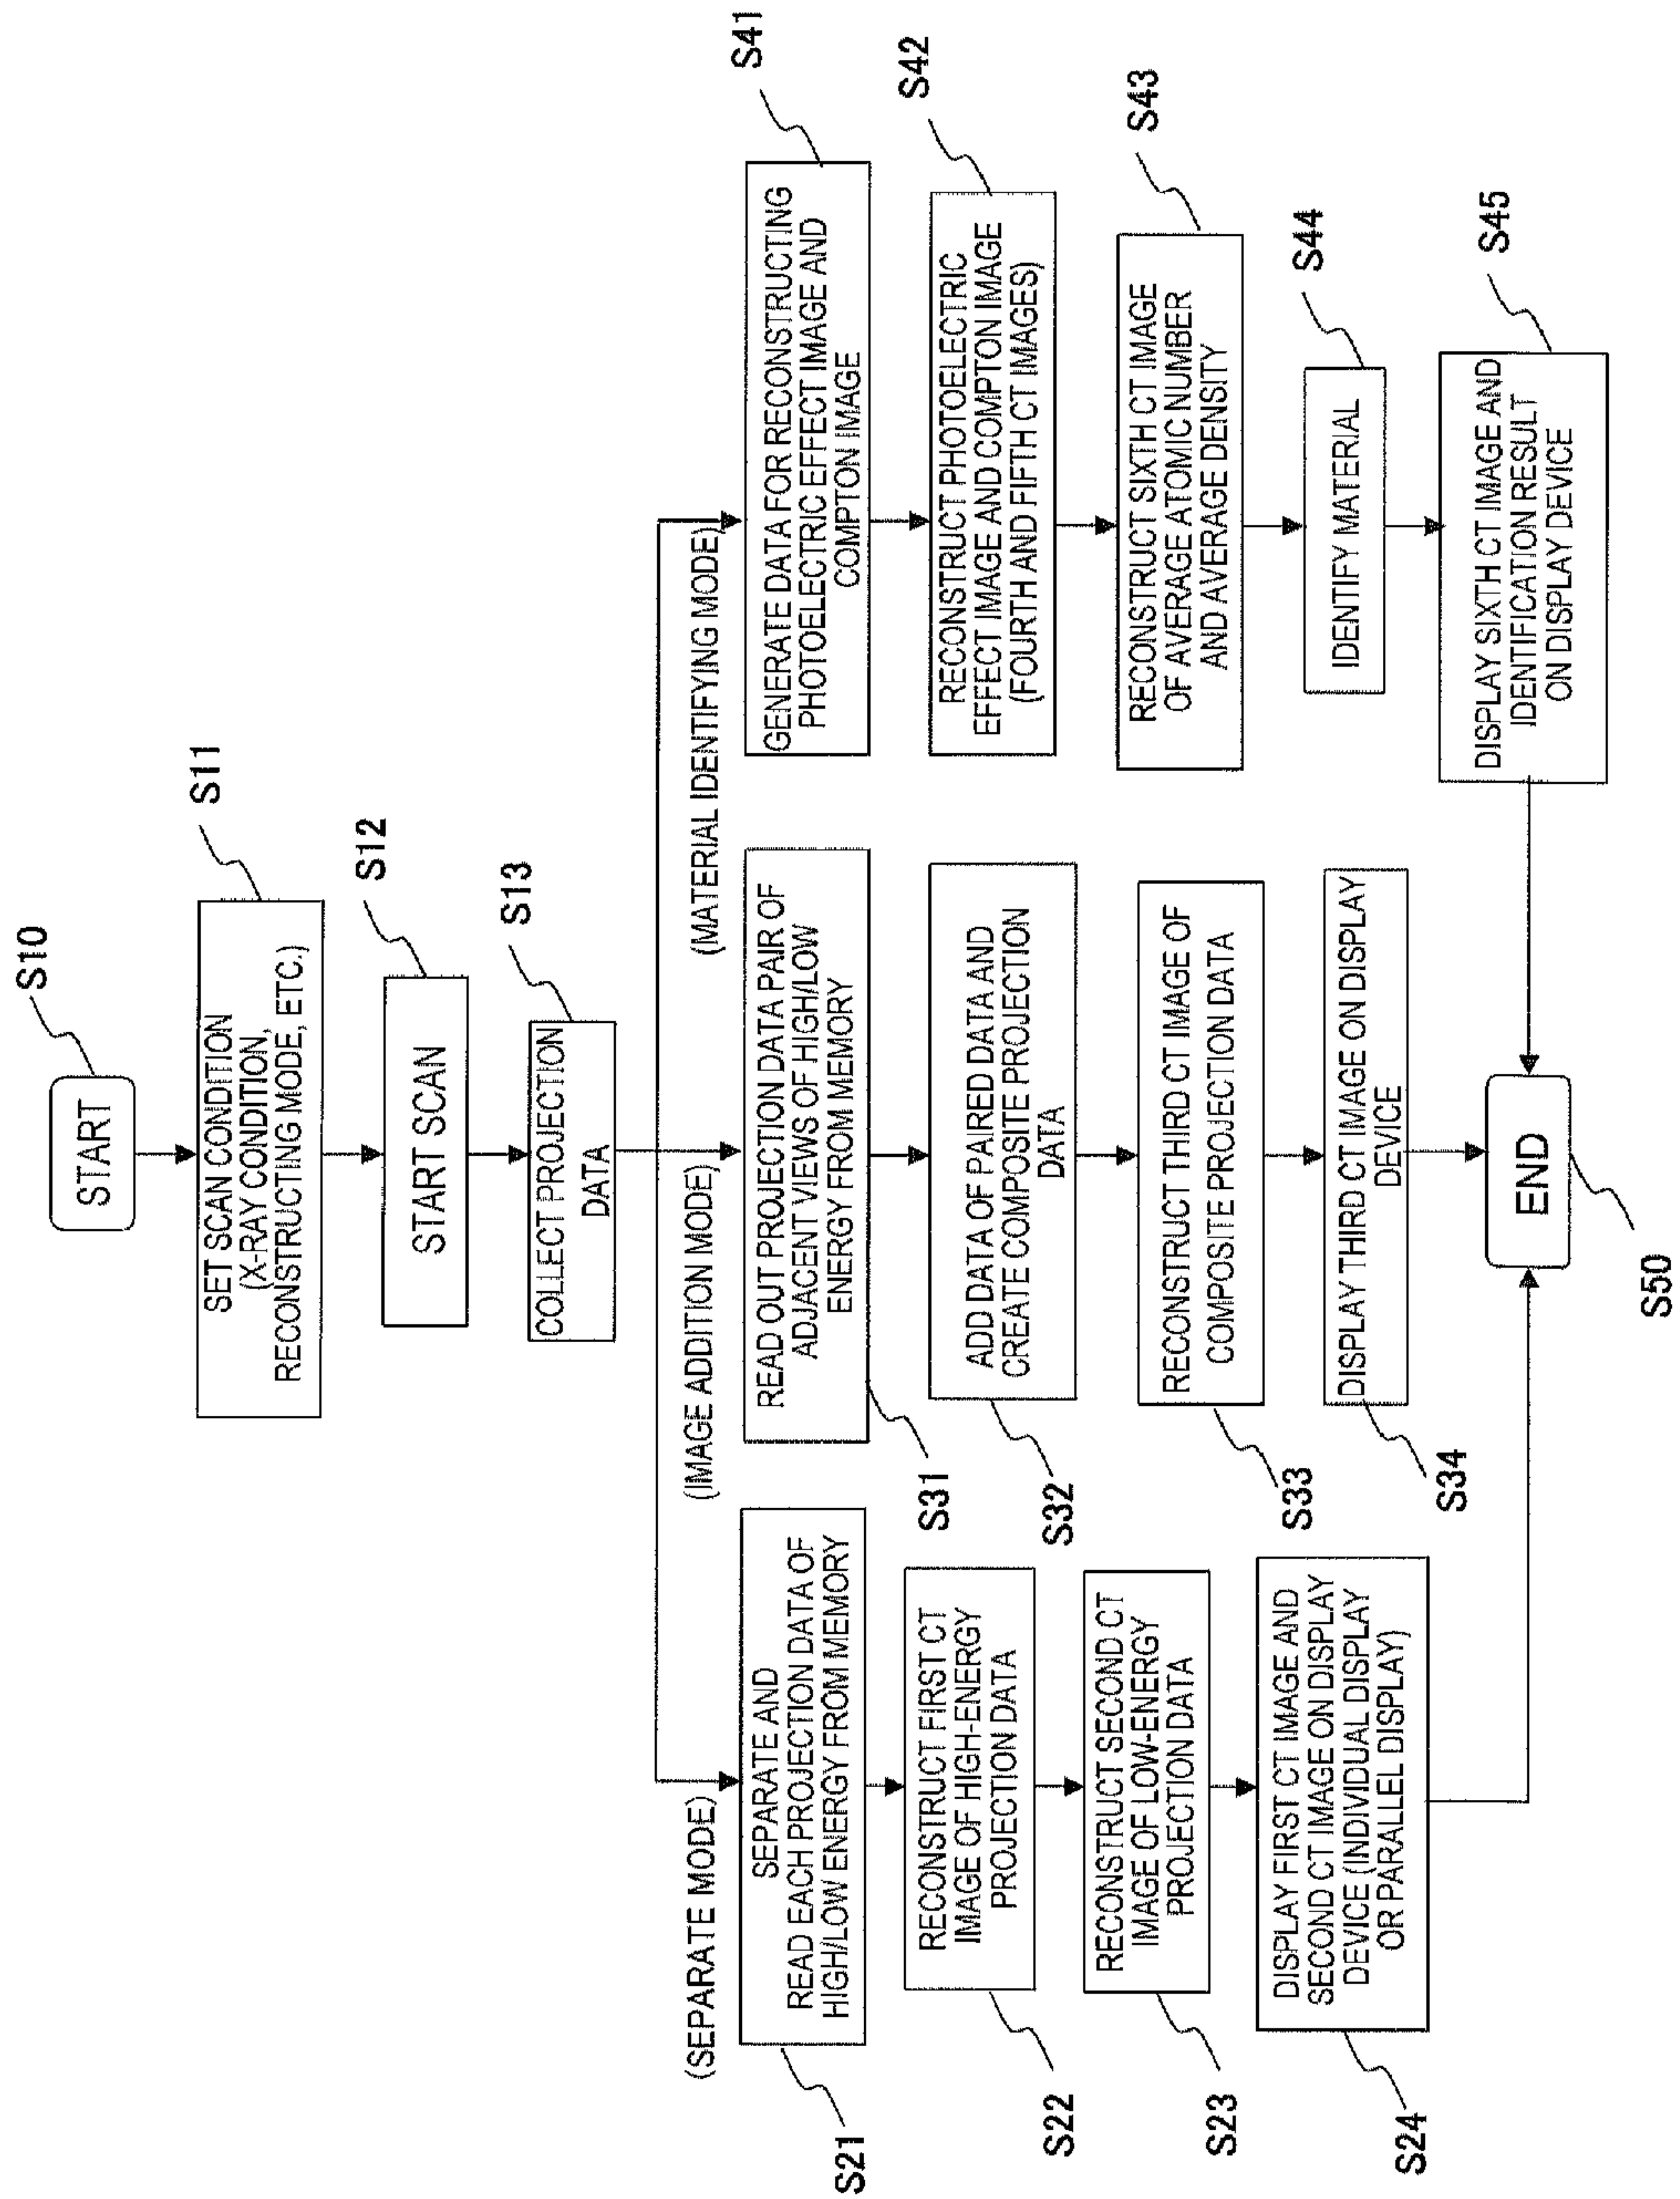 START
S10
SET SCAN CONDITION
(X-RAY CONDITION,
RECONSTRUCTING MODE, ETC.)
S11
START SCAN
S12
COLLECT PROJECTION
DATA
S13
(SEPARATE MODE)
SEPARATE AND
READ EACH PROJECTION DATA OF
HIGH/LOW ENERGY FROM MEMORY
S21
RECONSTRUCT FIRST CT
IMAGE OF HIGH-ENERGY
PROJECTION DATA
S22
RECONSTRUCT SECOND CT
IMAGE OF LOW-ENERGY
PROJECTION DATA
S23
DISPLAY FIRST CT IMAGE AND
SECOND CT IMAGE ON DISPLAY
DEVICE (INDIVIDUAL DISPLAY
OR PARALLEL DISPLAY)
S24
(IMAGE ADDITION MODE)
READ OUT PROJECTION DATA PAIR OF
ADJACENT VIEWS OF HIGH/LOW
ENERGY FROM MEMORY
S31
ADD DATA OF PAIRED DATA AND
CREATE COMPOSITE PROJECTION
DATA
S32
RECONSTRUCT THIRD CT IMAGE OF
COMPOSITE PROJECTION DATA
S33
DISPLAY THIRD CT IMAGE ON DISPLAY
DEVICE
S34
(MATERIAL IDENTIFYING MODE)
GENERATE DATA FOR RECONSTRUCTING
PHOTOELECTRIC EFFECT IMAGE AND
COMPTON IMAGE
S41
RECONSTRUCT PHOTOELECTRIC
EFFECT IMAGE AND COMPTON IMAGE
(FOURTH AND FIFTH CT IMAGES)
S42
RECONSTRUCT SIXTH CT IMAGE
OF AVERAGE ATOMIC NUMBER
AND AVERAGE DENSITY
S43
IDENTIFY MATERIAL
S44
DISPLAY SIXTH CT IMAGE AND
IDENTIFICATION RESULT
ON DISPLAY DEVICE
S45
END
S50